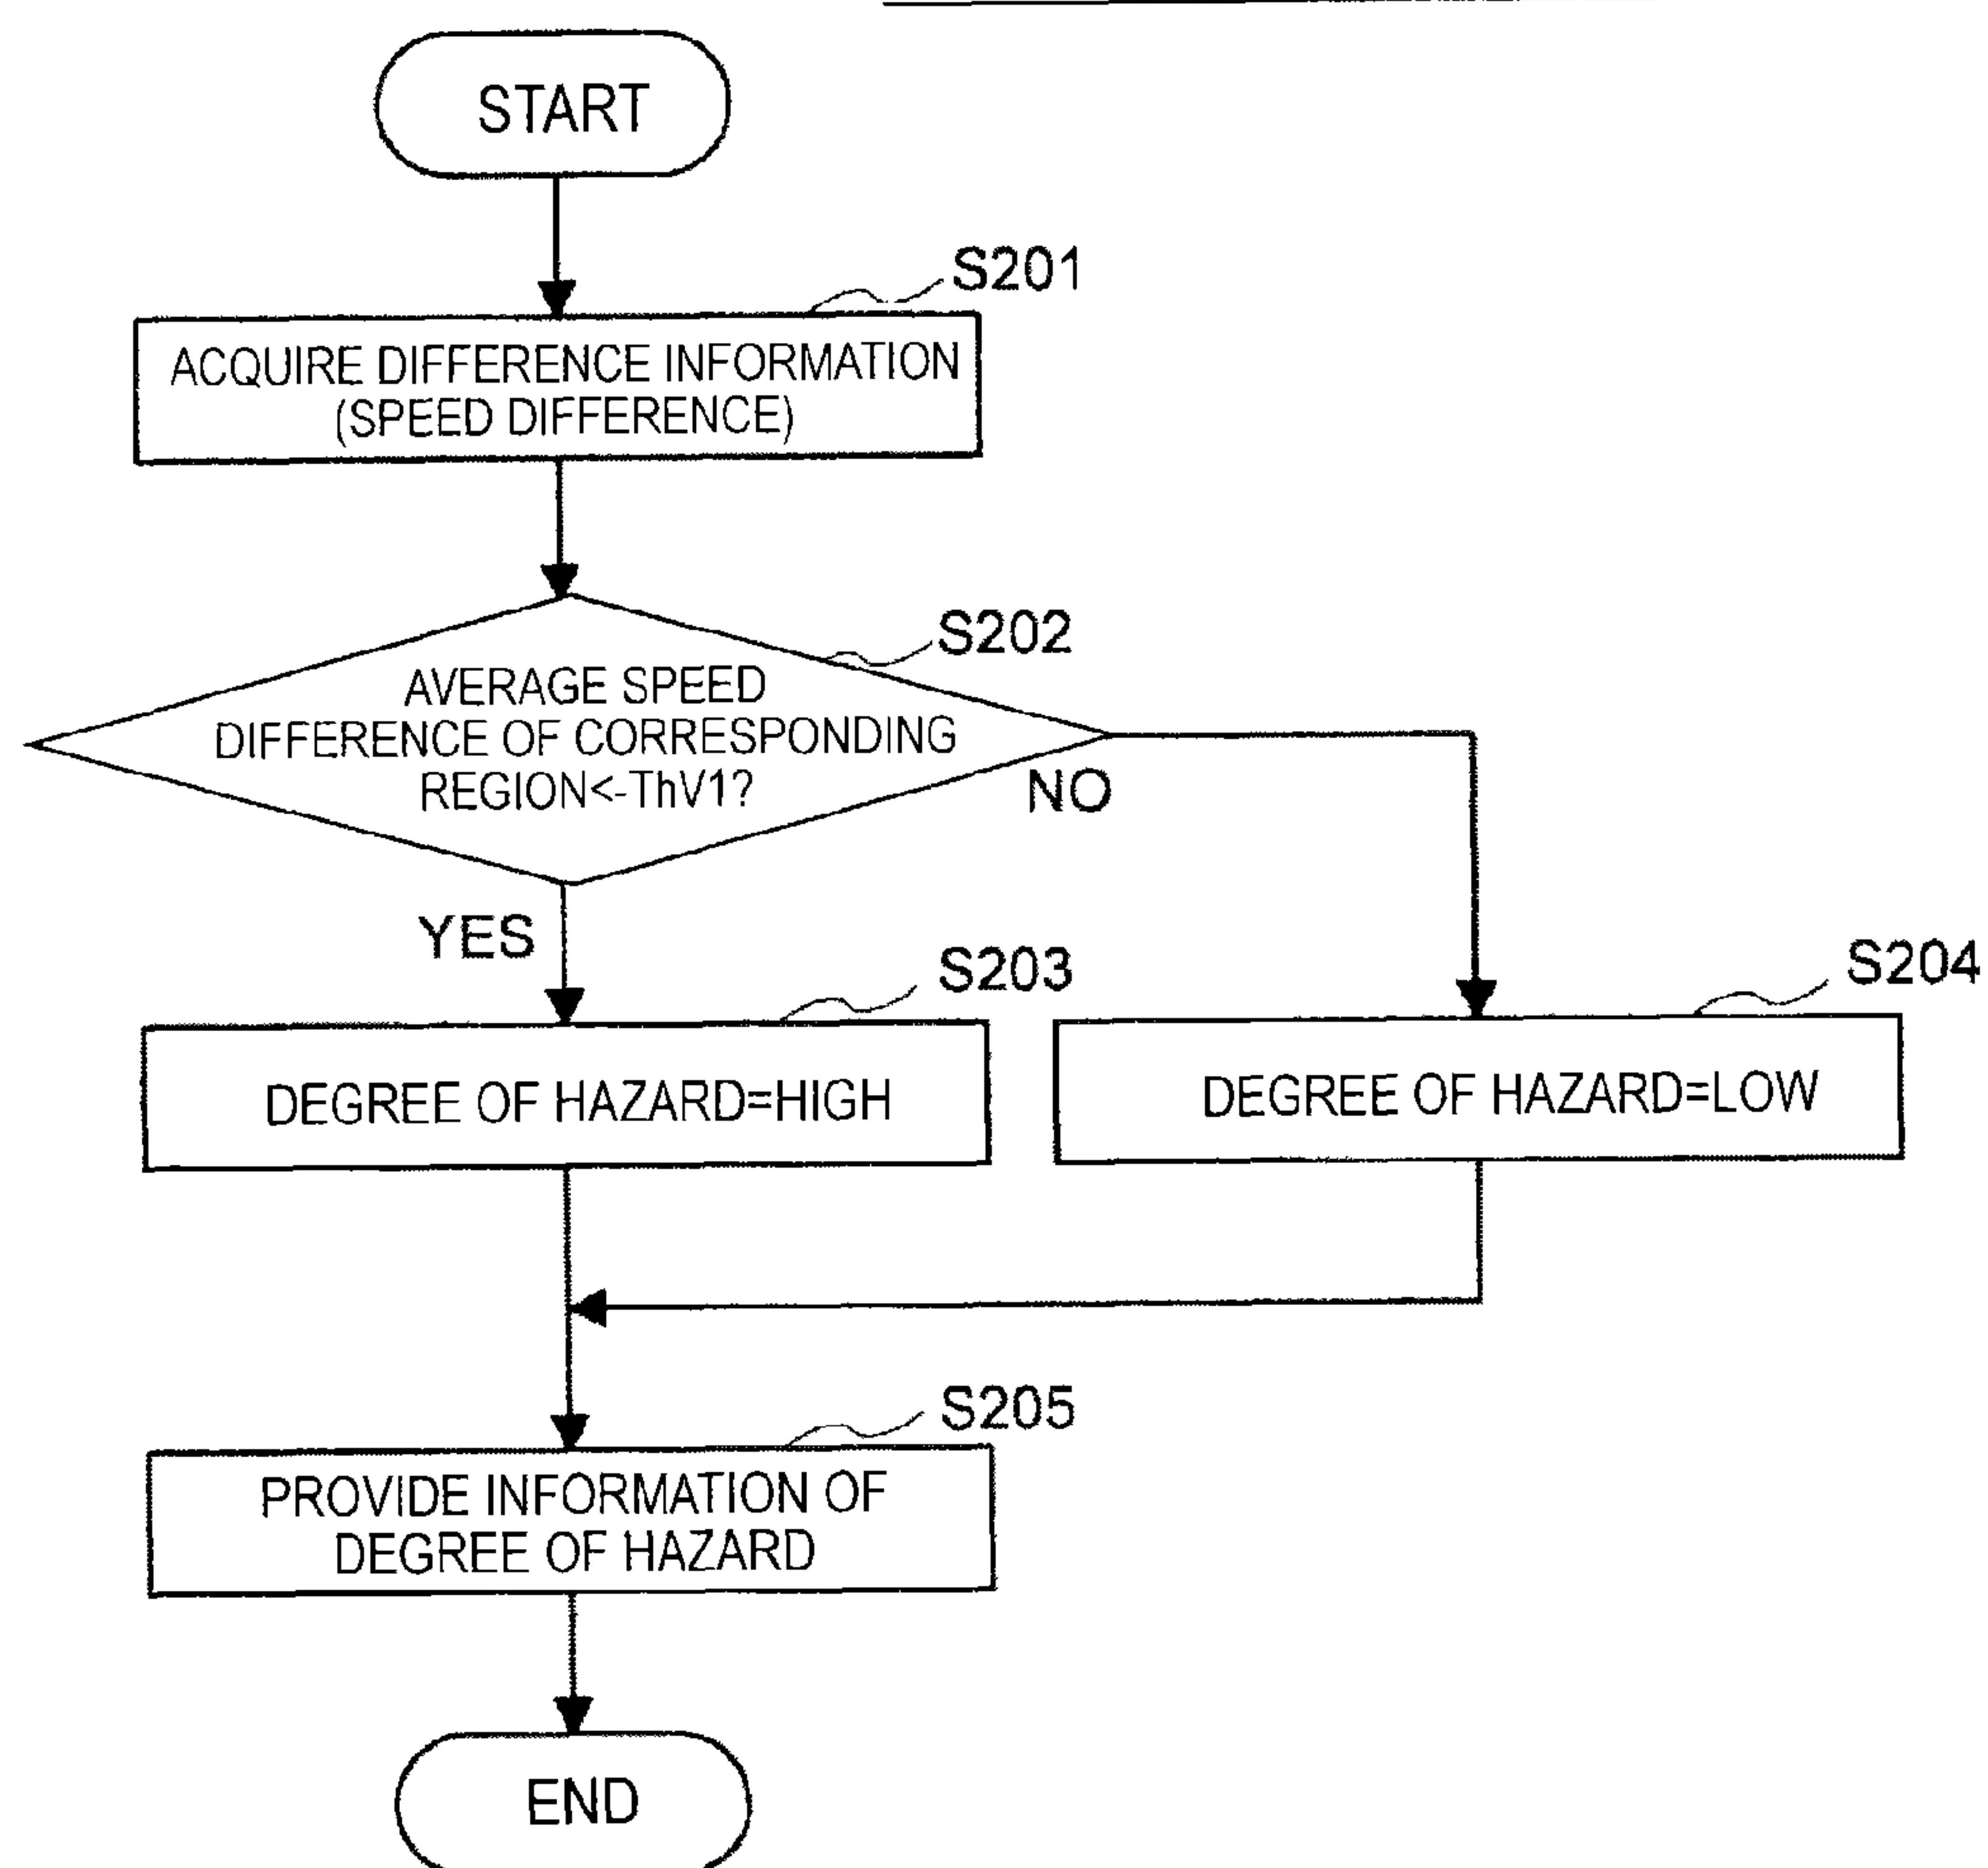 START
S201
ACQUIRE DIFFERENCE INFORMATION
(SPEED DIFFERENCE)
S202
AVERAGE SPEED
DIFFERENCE OF CORRESPONDING
REGION<-ThV1?
NO
YES
S203
S204
DEGREE OF HAZARD=HIGH
DEGREE OF HAZARD=LOW
S205
PROVIDE INFORMATION OF
DEGREE OF HAZARD
END